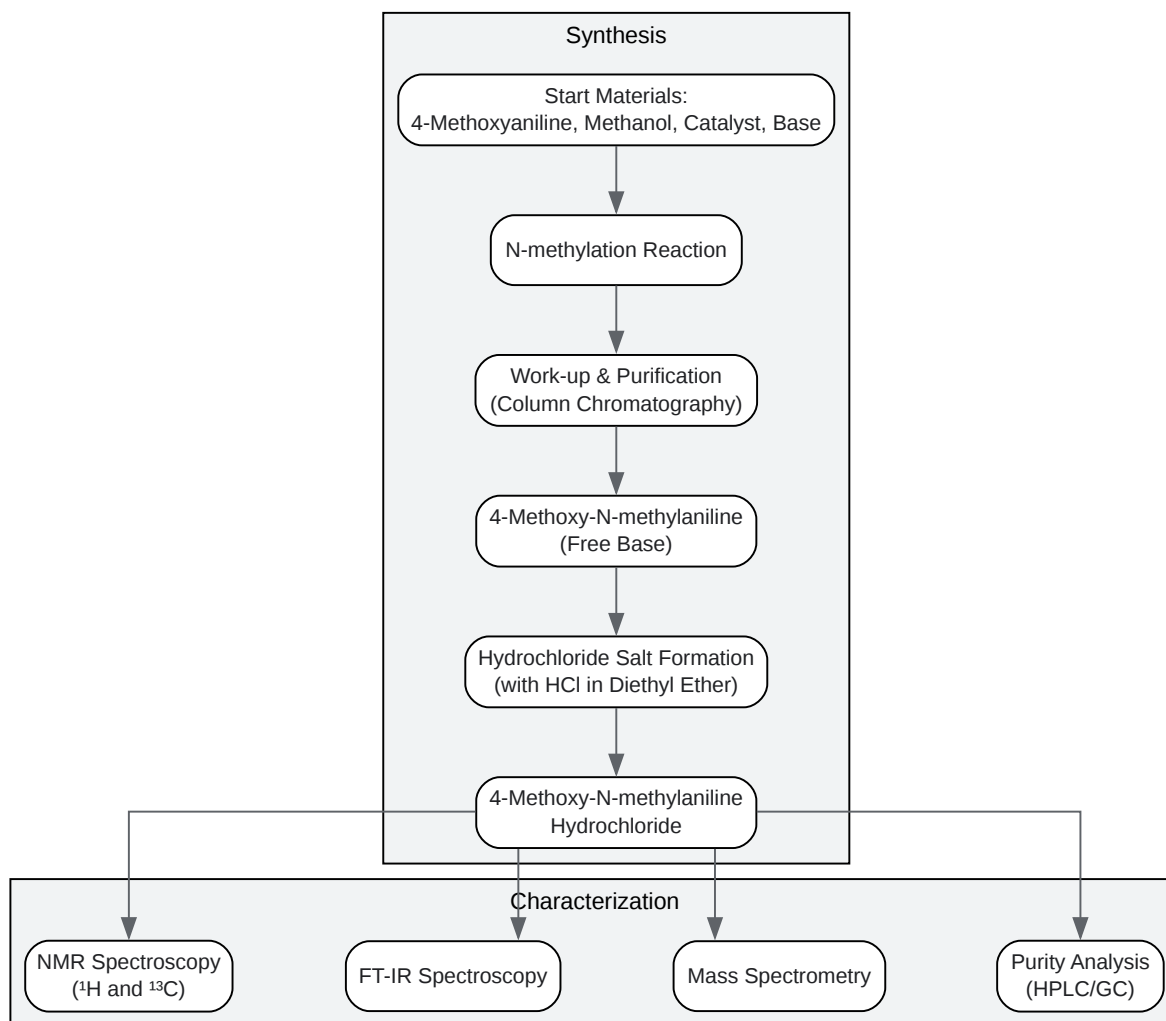 Synthesis
Start Materials:
4-Methoxyaniline, Methanol, Catalyst, Base
N-methylation Reaction
Work-up & Purification
(Column Chromatography)
4-Methoxy-N-methylaniline
(Free Base)
Hydrochloride Salt Formation
(with HCl in Diethyl Ether)
4-Methoxy-N-methylaniline
Hydrochloride
Characterization
NMR Spectroscopy
(¹H and ¹³C)
FT-IR Spectroscopy
Mass Spectrometry
Purity Analysis
(HPLC/GC)